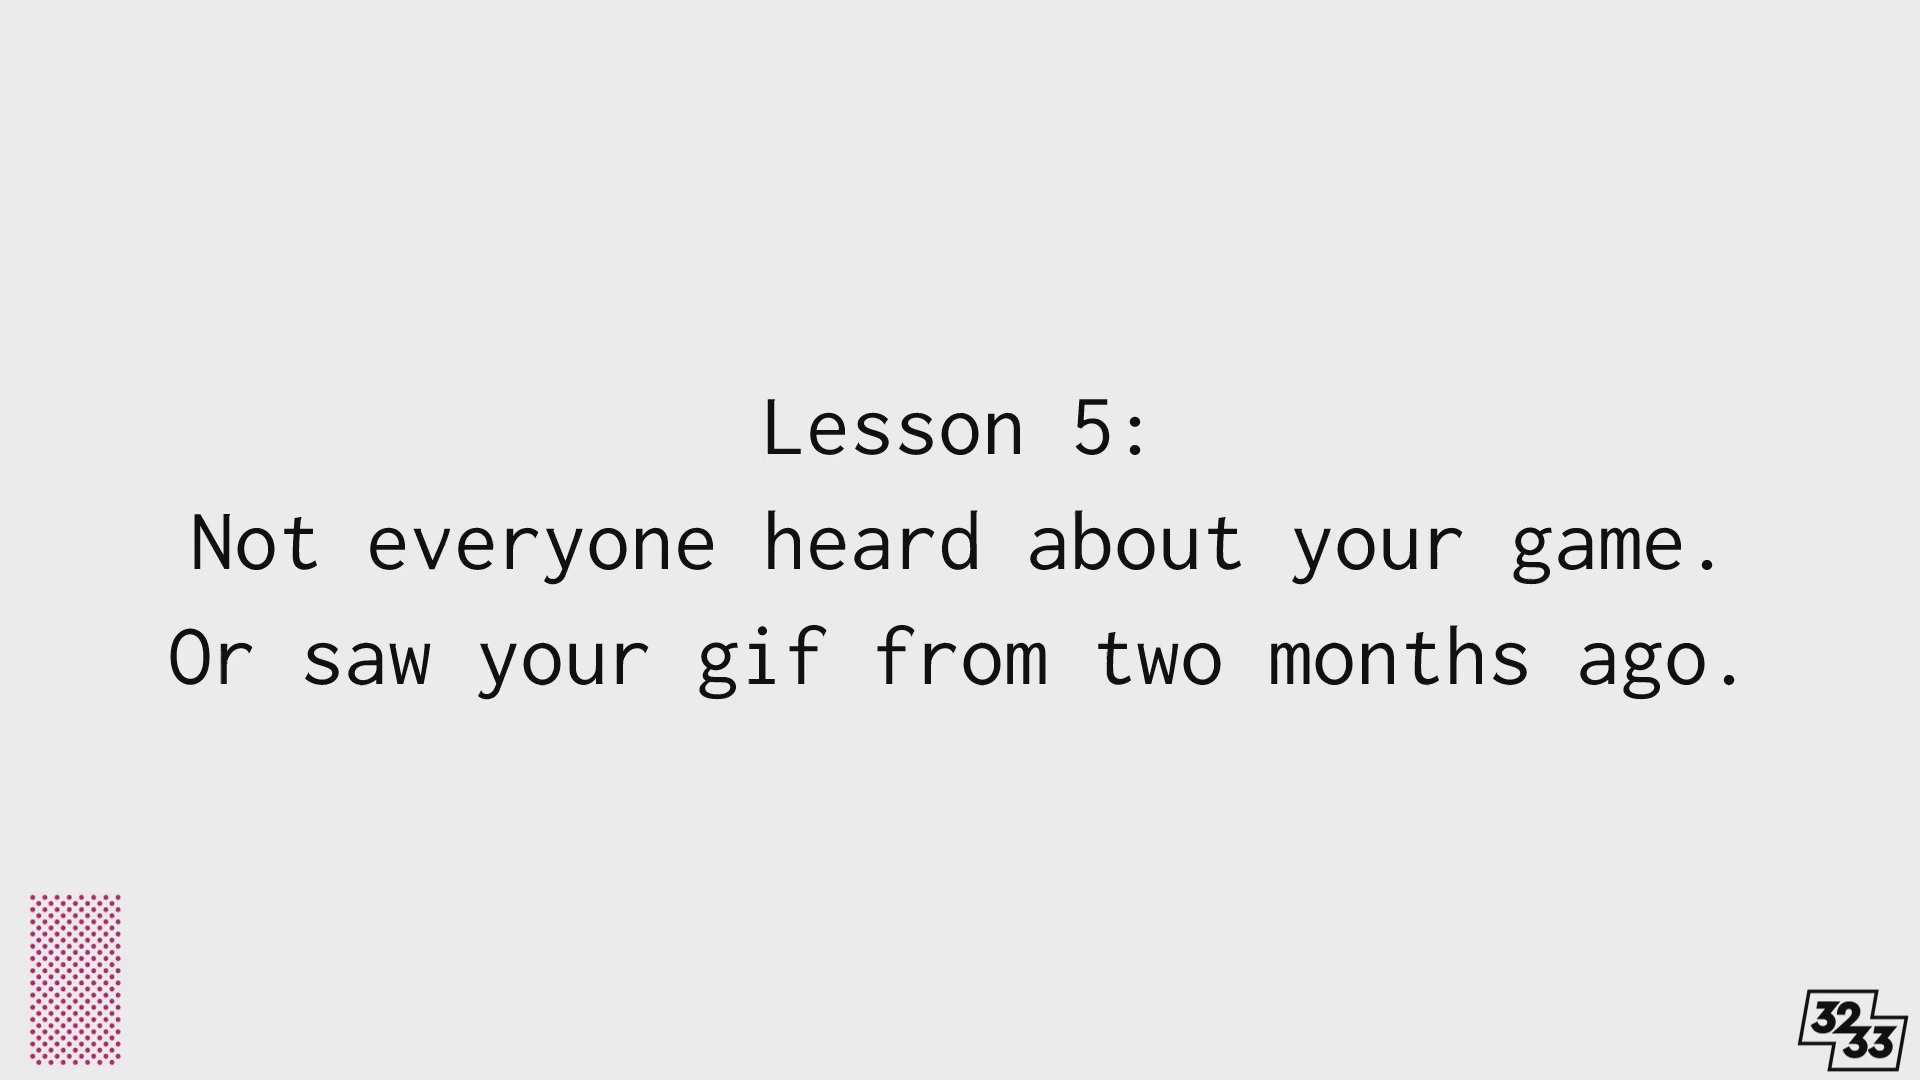 Lesson 5:
Not everyone heard about your game.
Or saw your gif from two months ago.
32
33